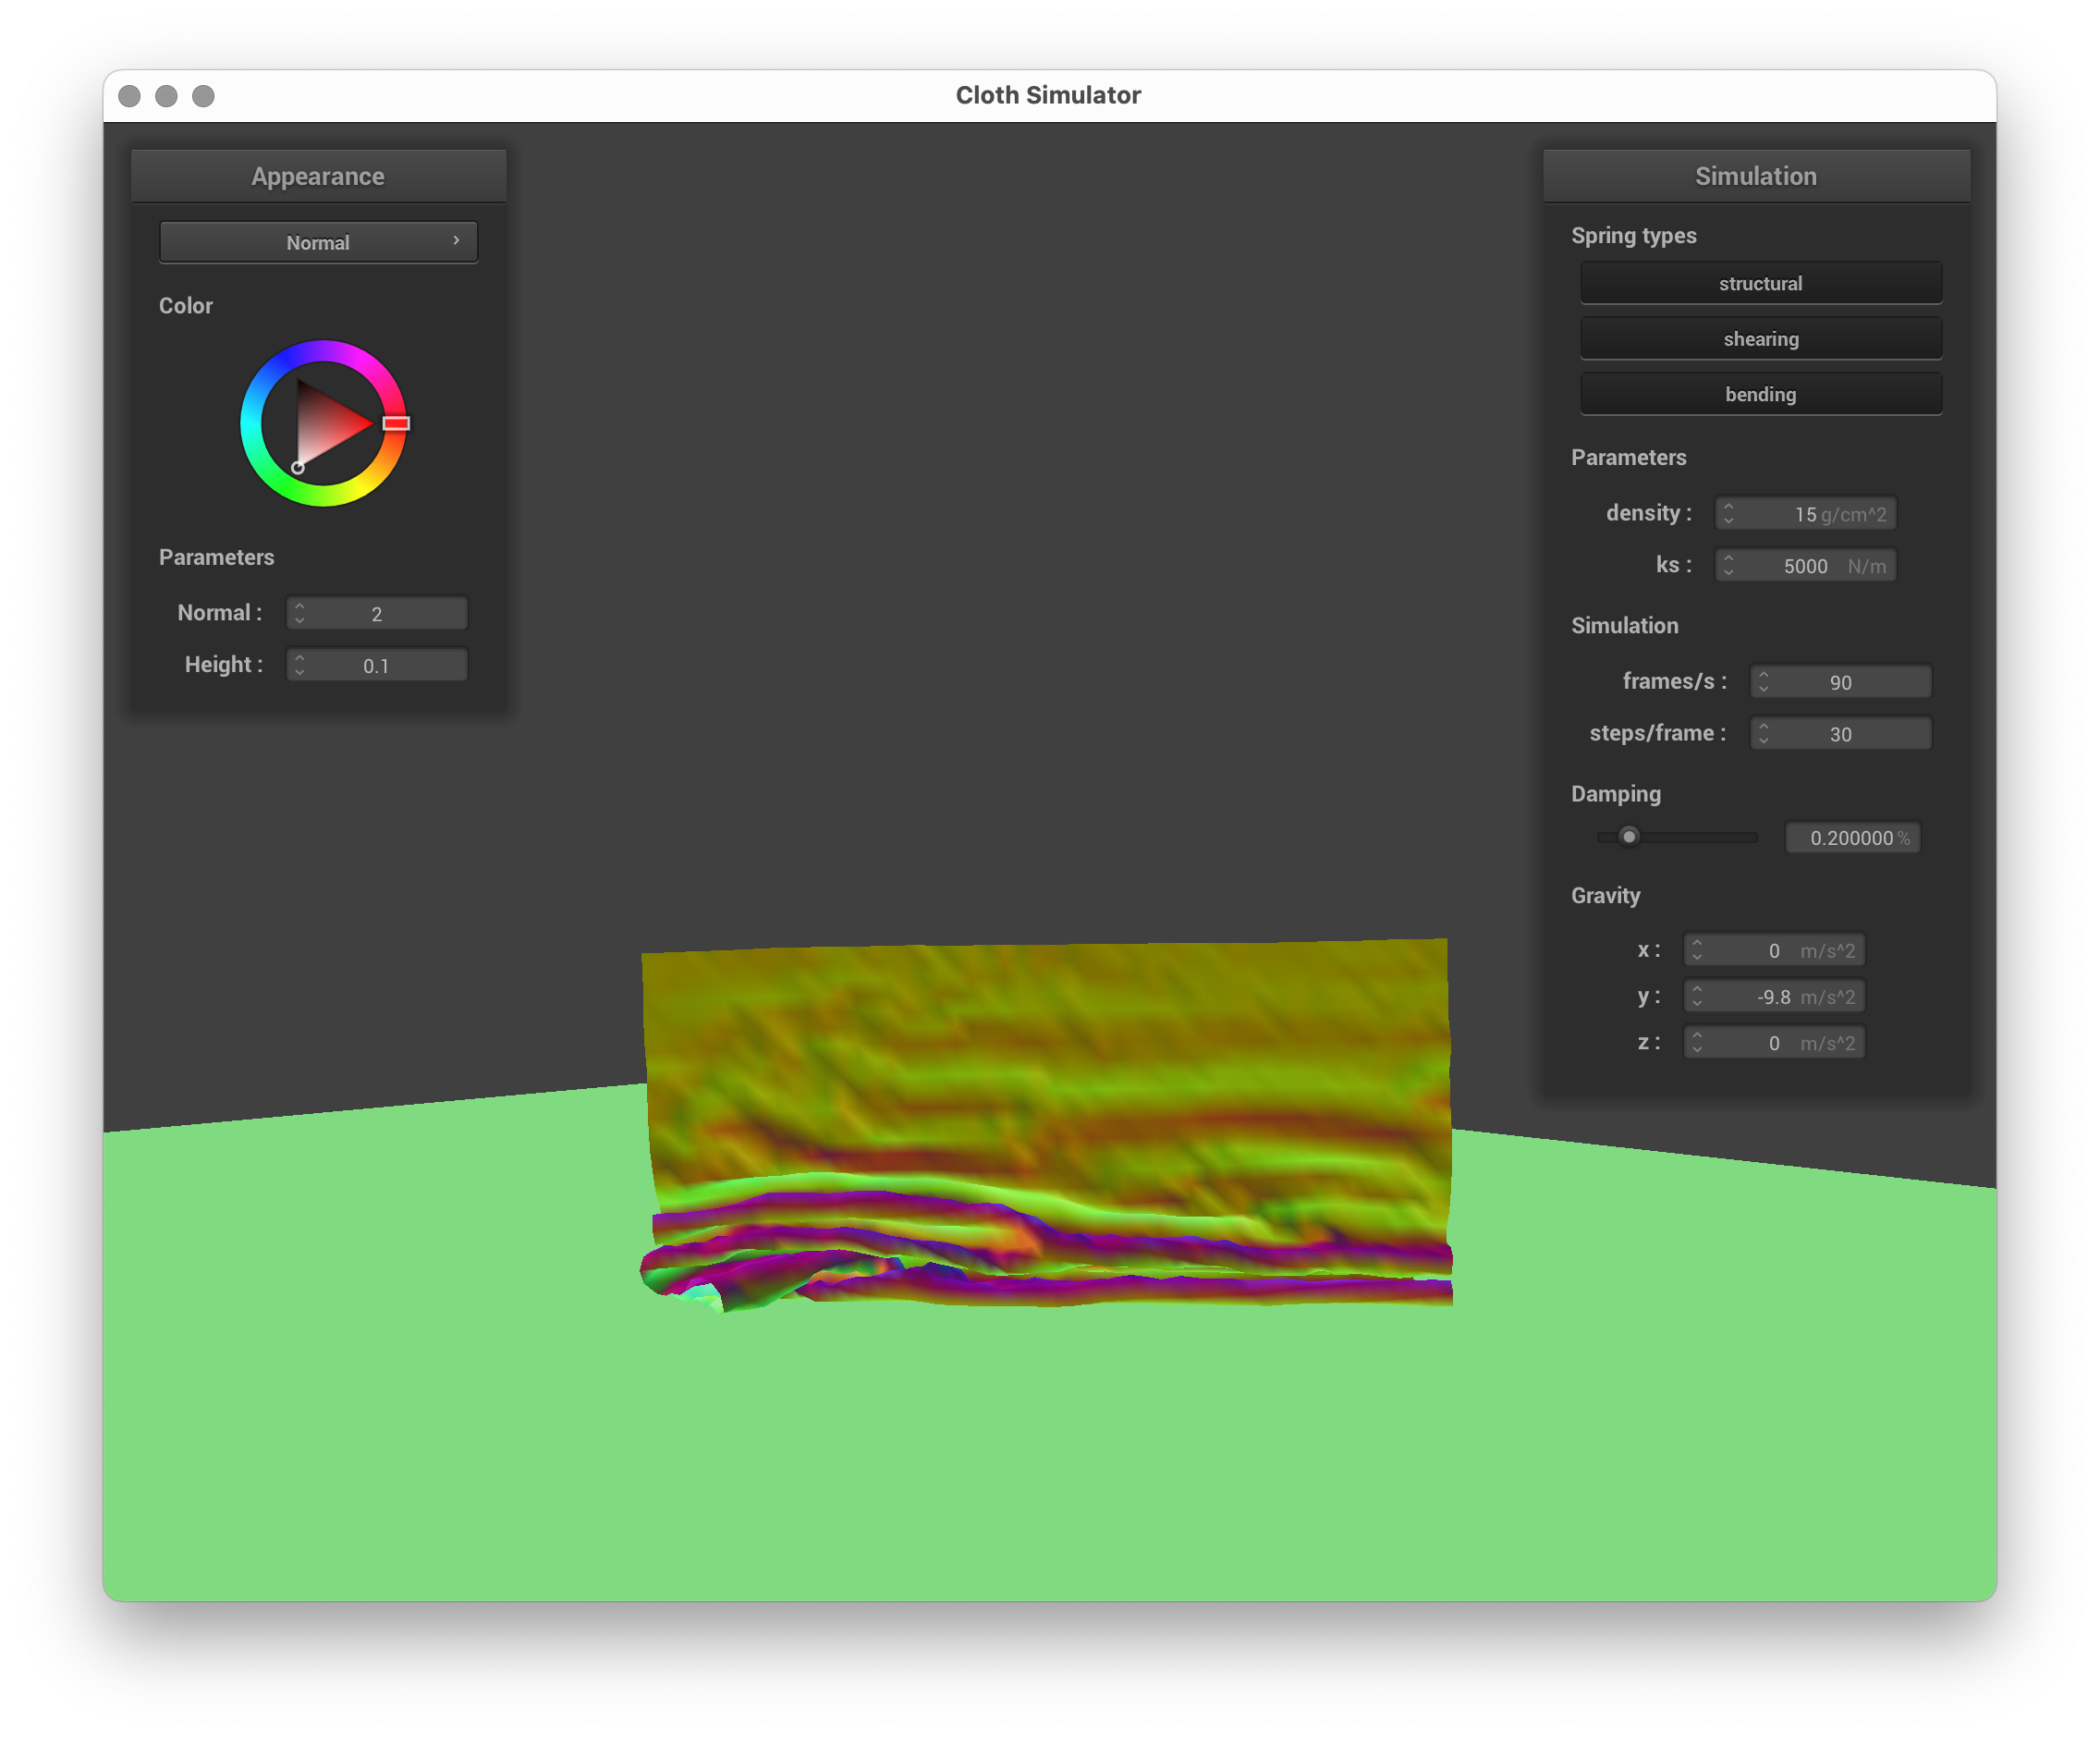 Cloth Simulator
Appearance
Normal
Color
Parameters
Normal : 2
Height : 0.1
Simulation
Spring types
structural
shearing
bending
Parameters
density : 15 g/cm^2
ks : 5000 N/m
Simulation
frames/s : 90
steps/frame : 30
Damping
0.200000 %
Gravity
x : 0 m/s^2
y : -9.8 m/s^2
z : 0 m/s^2